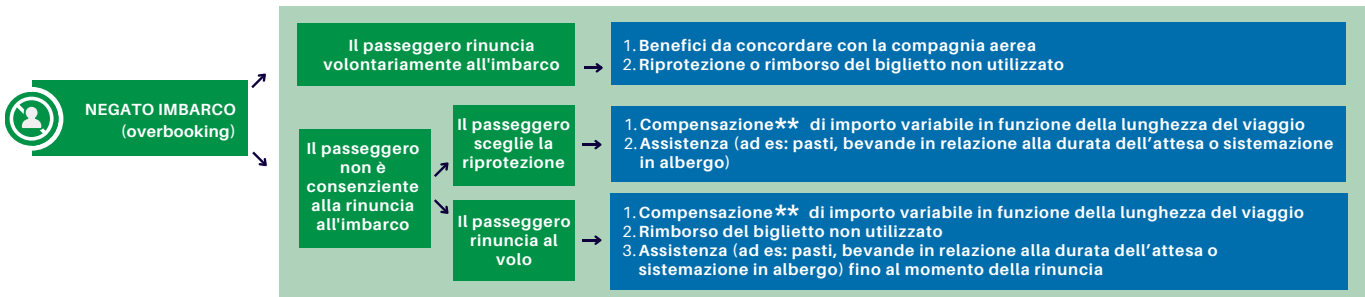 NEGATO IMBARCO
(overbooking)
Il passeggero rinuncia
volontariamente all'imbarco
1. Benefici da concordare con la compagnia aerea
2. Riprotezione o rimborso del biglietto non utilizzato
Il passeggero
non è
consenziente
alla rinuncia
all'imbarco
Il passeggero
sceglie la
riprotezione
1. Compensazione** di importo variabile in funzione della lunghezza del viaggio
2. Assistenza (ad es: pasti, bevande in relazione alla durata dell’attesa o sistemazione
in albergo)
Il passeggero
rinuncia al
volo
1. Compensazione** di importo variabile in funzione della lunghezza del viaggio
2. Rimborso del biglietto non utilizzato
3. Assistenza (ad es: pasti, bevande in relazione alla durata dell’attesa o
sistemazione in albergo) fino al momento della rinuncia